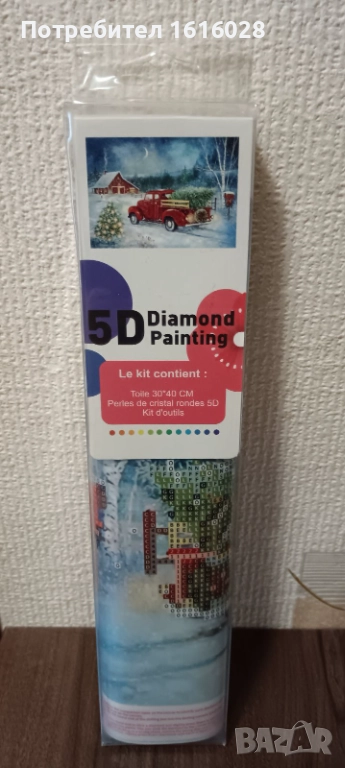 Потребител 1616028
5D Diamond
Painting
Le kit contient :
Toile 30*40 CM
Perles de cristal rondes 5D
Kit d'outils
BAZAR